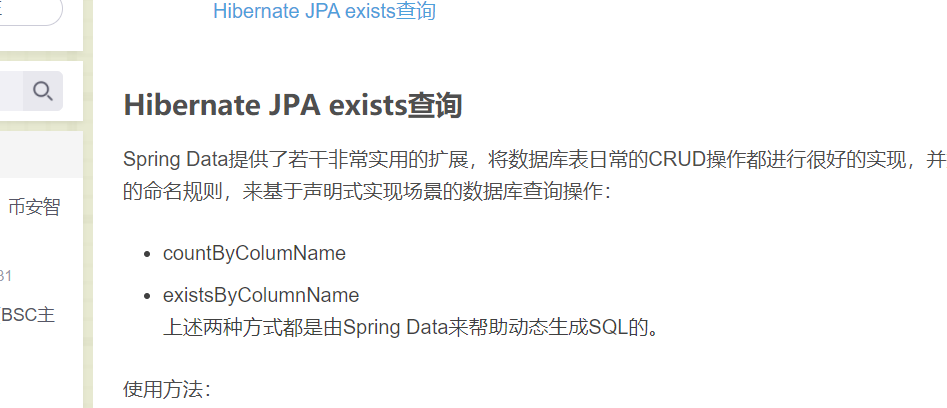 Hibernate JPA exists查询
Hibernate JPA exists查询
Spring Data提供了若干非常实用的扩展，将数据库表日常的CRUD操作都进行很好的实现，并
的命名规则，来基于声明式实现场景的数据库查询操作：
币安智
countByColumName
31
existsByColumnName
BSC主
上述两种方式都是由Spring Data来帮助动态生成SQL的。
使用方法：